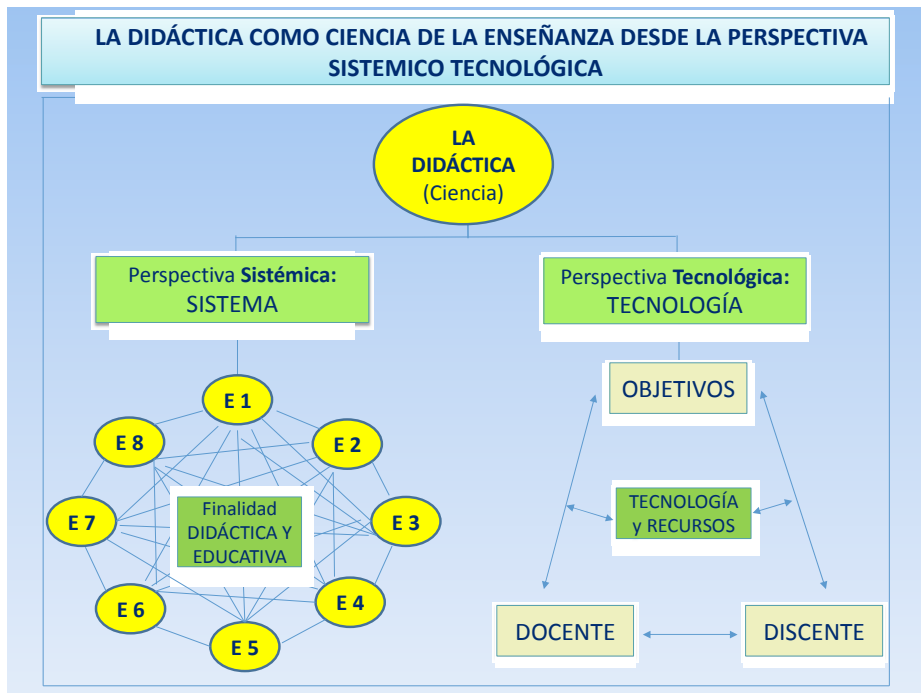 LA DIDÁCTICA COMO CIENCIA DE LA ENSEÑANZA DESDE LA PERSPECTIVA
SISTEMICO TECNOLÓGICA
LA
DIDÁCTICA
(Ciencia)
Perspectiva Sistémica:
SISTEMA
Perspectiva Tecnológica:
TECNOLOGÍA
E 1
E 2
E 3
E 4
E 5
E 6
E 7
E 8
Finalidad
DIDÁCTICA Y
EDUCATIVA
OBJETIVOS
TECNOLOGÍA
y RECURSOS
DOCENTE
DISCENTE